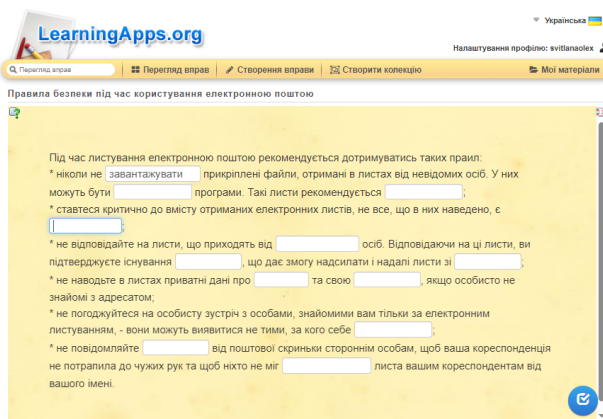 Українська
LearningApps.org
Налаштування профілю: svitlanaolex
Перегляд вправ
Перегляд вправ
Створення вправи
Створити колекцію
Мої матеріали
Правила безпеки під час користування електронною поштою
Під час листування електронною поштою рекомендується дотримуватись таких праил:
* ніколи не завантажувати прикріплені файли, отримані в листах від невідомих осіб. У них
можуть бути програми. Такі листи рекомендується ;
* ставтеся критично до вмісту отриманих електронних листів, не все, що в них наведено, є
;
* не відповідайте на листи, що приходять від осіб. Відповідаючи на ці листи, ви
підтверджуєте існування , що дає змогу надсилати і надалі листи зі ;
* не наводьте в листах приватні дані про та свою , якщо особисто не
знайомі з адресатом;
* не погоджуйтеся на особисту зустріч з особами, знайомими вам тільки за електронним
листуванням, - вони можуть виявитися не тими, за кого себе ;
* не повідомляйте від поштової скриньки стороннім особам, щоб ваша кореспонденція
не потрапила до чужих рук та щоб ніхто не міг листа вашим кореспондентам від
вашого імені.